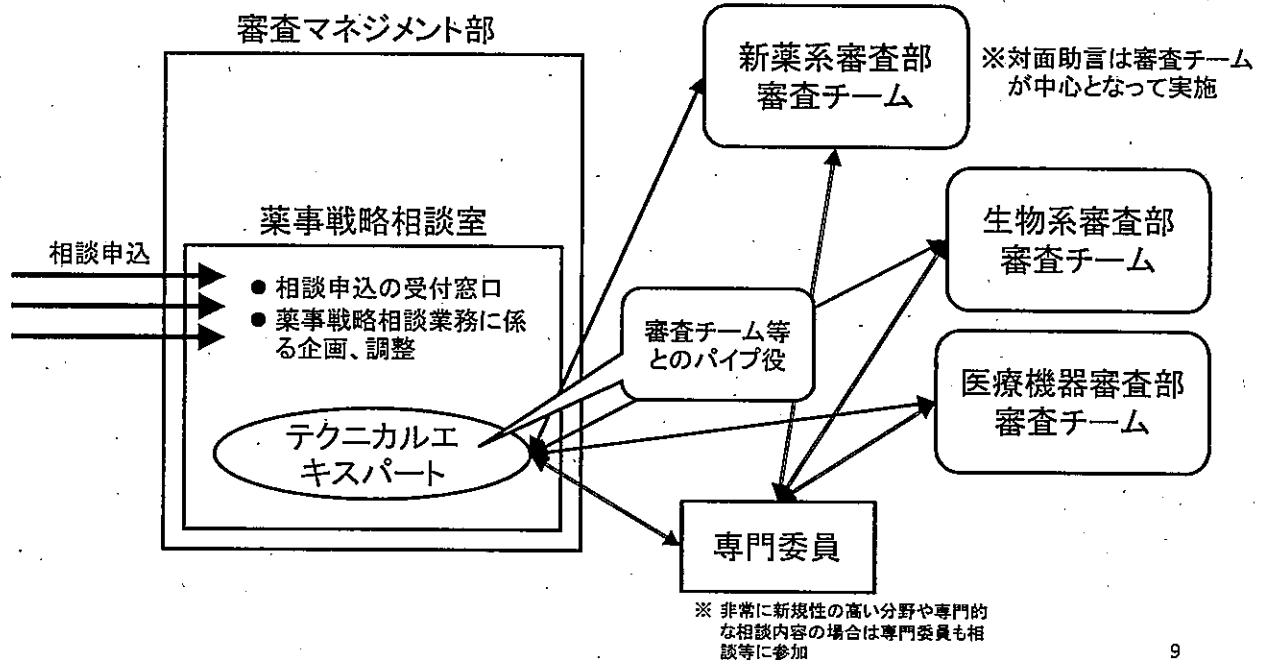 審査マネジメント部
薬事戦略相談室
相談申込
● 相談申込の受付窓口
● 薬事戦略相談業務に係
る企画、調整
テクニカルエ
キスパート
審査チーム等
とのパイプ役
新薬系審査部
審査チーム
※対面助言は審査チーム
が中心となって実施
生物系審査部
審査チーム
医療機器審査部
審査チーム
専門委員
※ 非常に新規性の高い分野や専門的
な相談内容の場合は専門委員も相
談等に参加
9